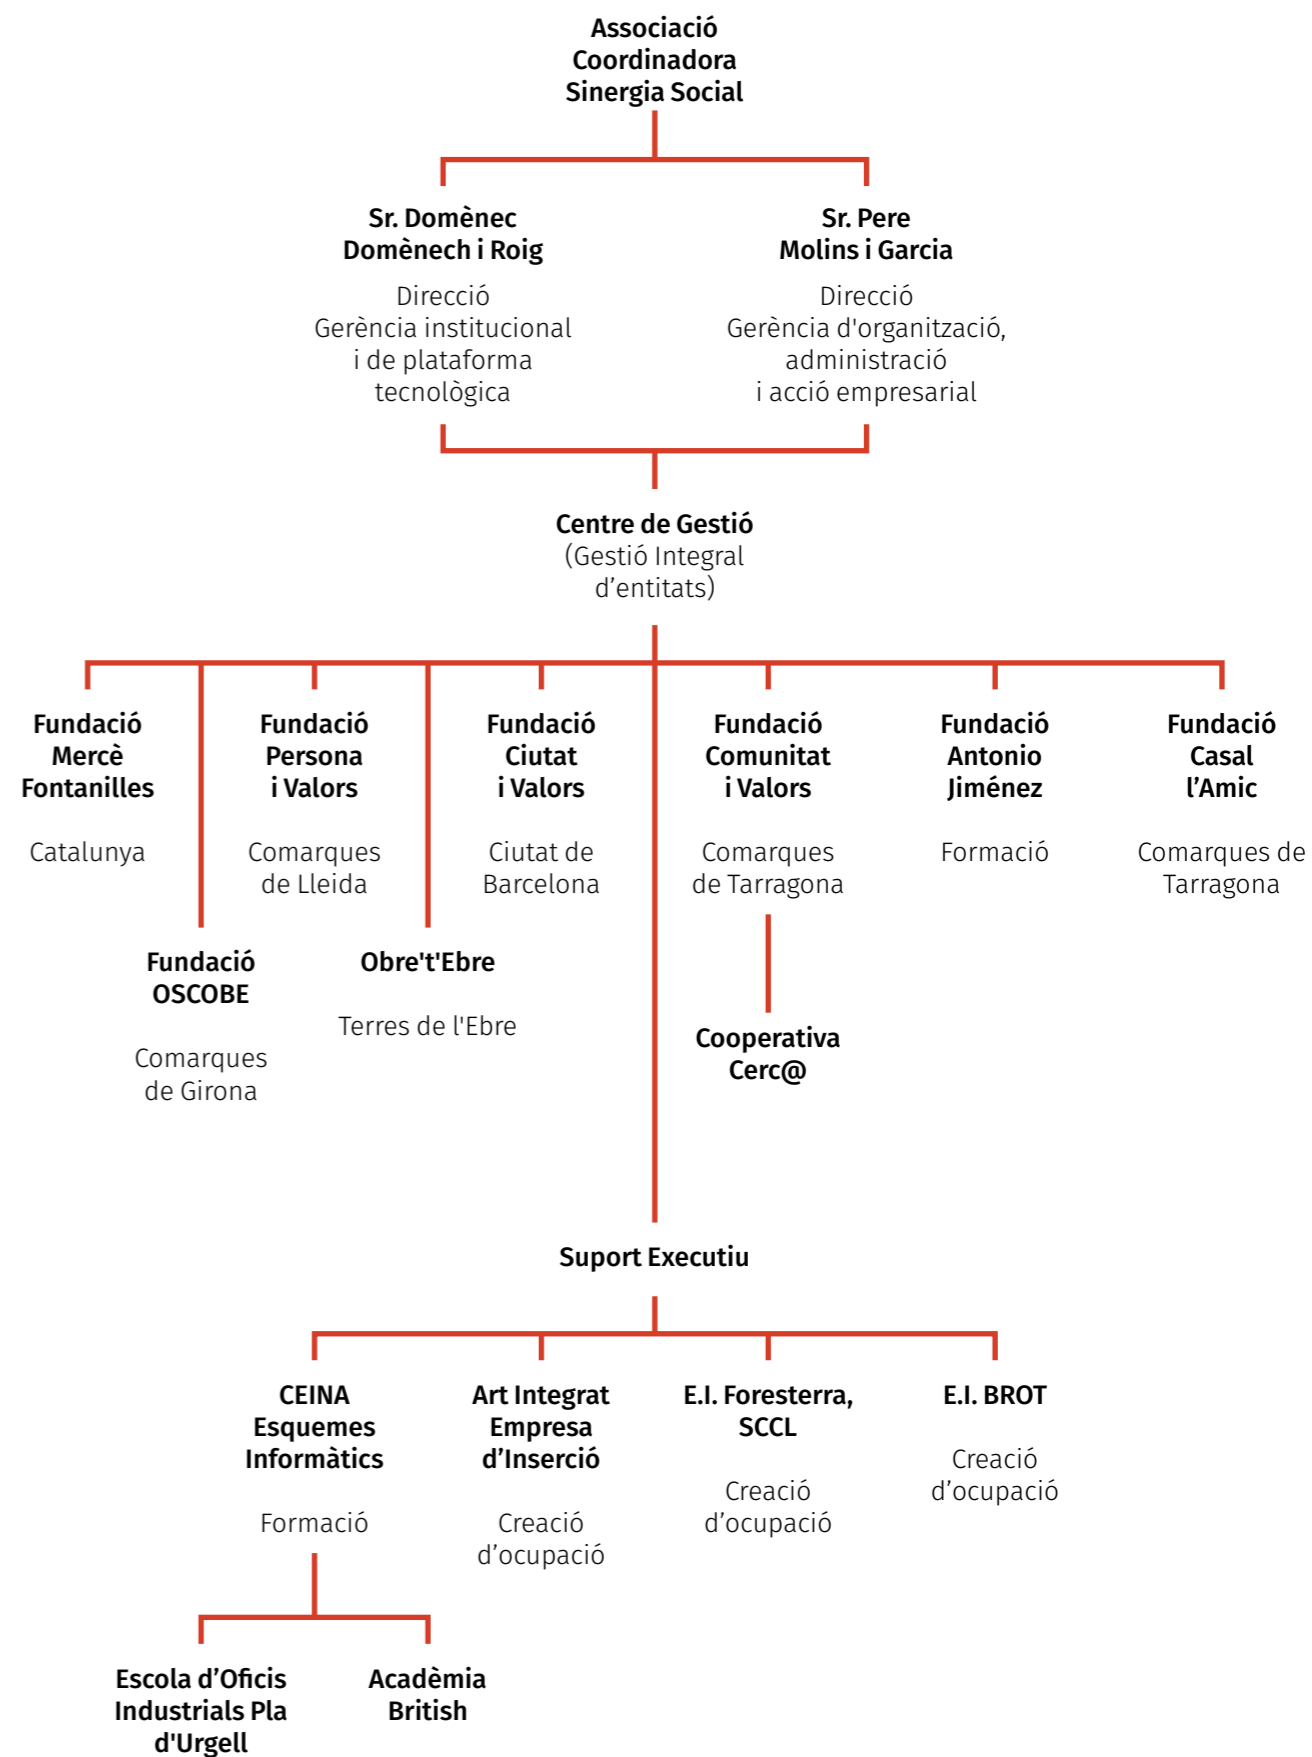 Associació
Coordinadora
Sinergia Social
Sr. Domènec
Domènech i Roig
Direcció
Gerència institucional
i de plataforma
tecnològica
Sr. Pere
Molins i Garcia
Direcció
Gerència d'organització,
administració
i acció empresarial
Centre de Gestió
(Gestió Integral
d’entitats)
Fundació
Mercè
Fontanilles
Catalunya
Fundació
Persona
i Valors
Comarques
de Lleida
Fundació
Ciutat
i Valors
Ciutat de
Barcelona
Fundació
Comunitat
i Valors
Comarques
de Tarragona
Fundació
Antonio
Jiménez
Formació
Fundació
Casal
l’Amic
Comarques de
Tarragona
Fundació
OSCOBE
Comarques
de Girona
Obre't'Ebre
Terres de l'Ebre
Cooperativa
Cerc@
Suport Executiu
CEINA
Esquemes
Informàtics
Formació
Art Integrat
Empresa
d’Inserció
Creació
d’ocupació
E.I. Foresterra,
SCCL
Creació
d’ocupació
E.I. BROT
Creació
d’ocupació
Escola d’Oficis
Industrials Pla
d'Urgell
Acadèmia
British